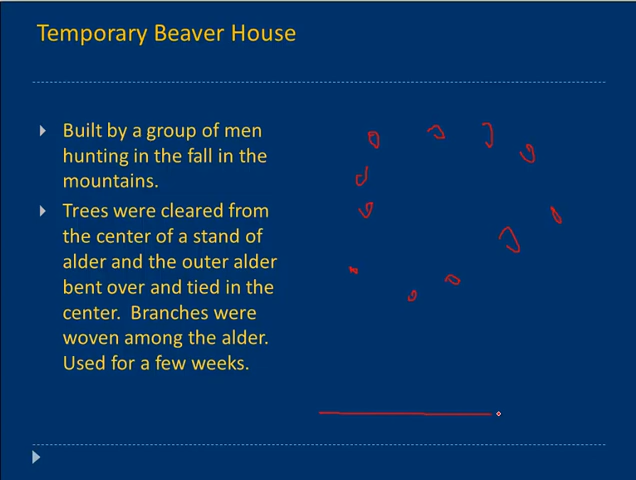 Temporary Beaver House
Built by a group of men
hunting in the fall in the
mountains.
Trees were cleared from
the center of a stand of
alder and the outer alder
bent over and tied in the
center. Branches were
woven among the alder.
Used for a few weeks.